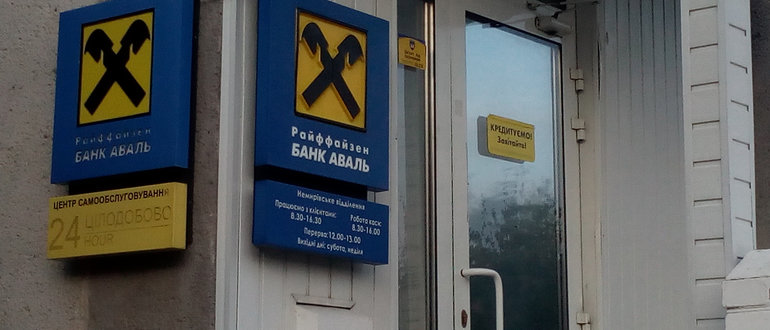 Райффайзен
БАНК АВАЛЬ
ЦЕНТР САМООБСЛУГОВУВАННЯ
24 ЦІЛОДОБОВО
HOUR
Райффайзен
БАНК АВАЛЬ
Немирівське відділення
Працюємо з клієнтами: Робота каси:
8.30-16.30 8.30-16.00
Перерва: 12.00-13.00
Вихідні дні: субота, неділя
КРЕДИТУЄМО!
Завітайте!